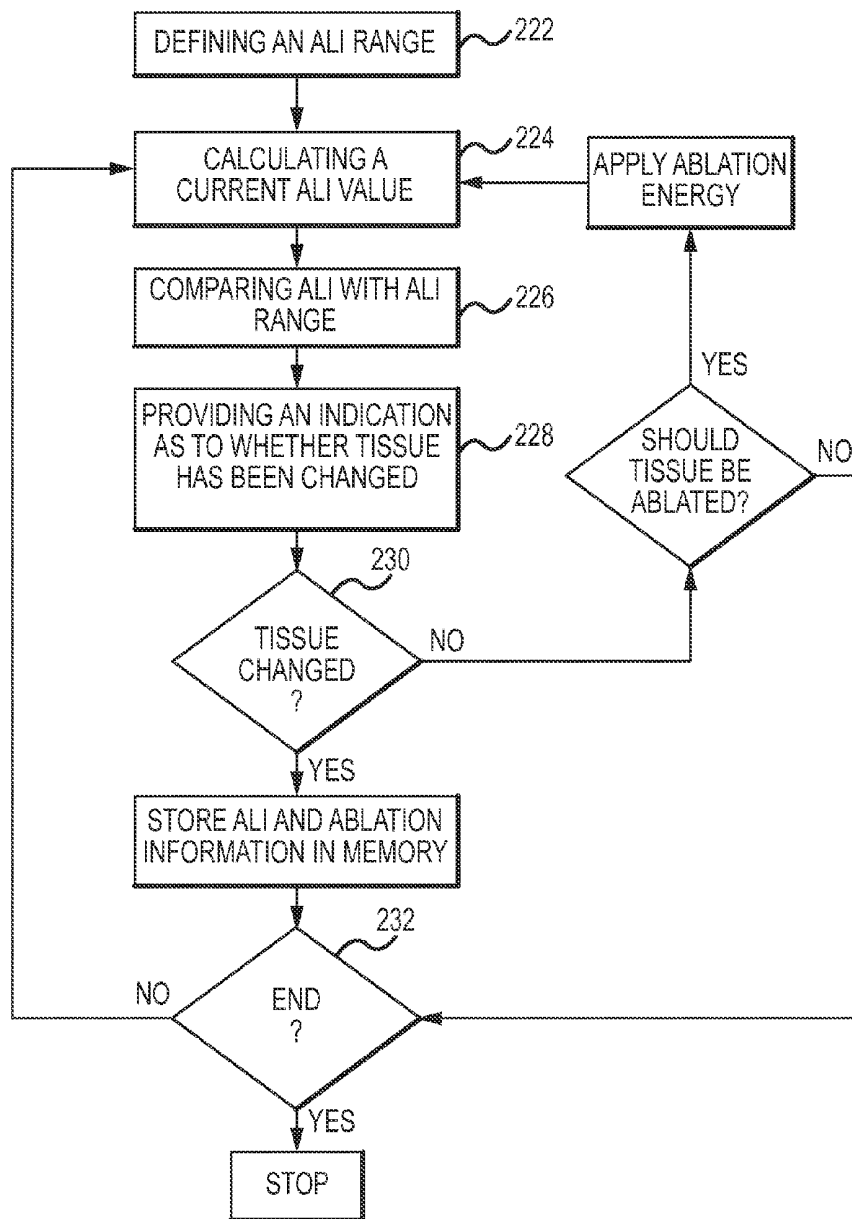 DEFINING AN ALI RANGE
222
CALCULATING A
CURRENT ALI VALUE
224
APPLY ABLATION
ENERGY
COMPARING ALI WITH ALI
RANGE
226
PROVIDING AN INDICATION
AS TO WHETHER TISSUE
HAS BEEN CHANGED
228
YES
SHOULD
TISSUE BE
ABLATED?
NO
230
TISSUE
CHANGED
?
NO
YES
STORE ALI AND ABLATION
INFORMATION IN MEMORY
232
NO
END
?
YES
STOP